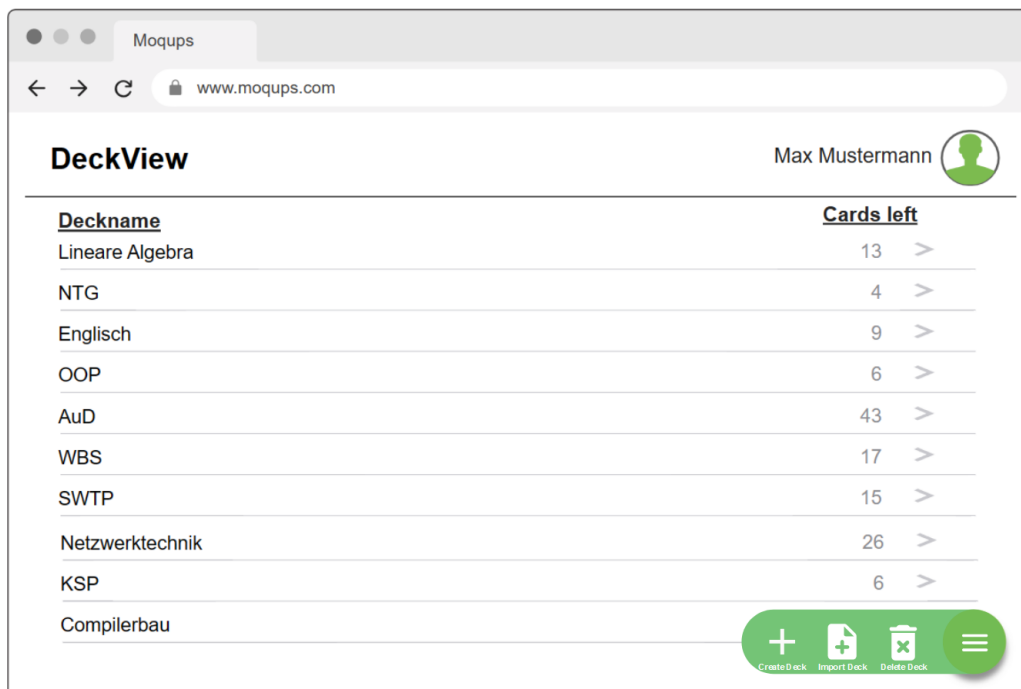 Moqups
www.moqups.com
DeckView
Max Mustermann
Deckname Cards left
Lineare Algebra 13
NTG 4
Englisch 9
OOP 6
AuD 43
WBS 17
SWTP 15
Netzwerktechnik 26
KSP 6
Compilerbau
Create Deck Import Deck Delete Deck